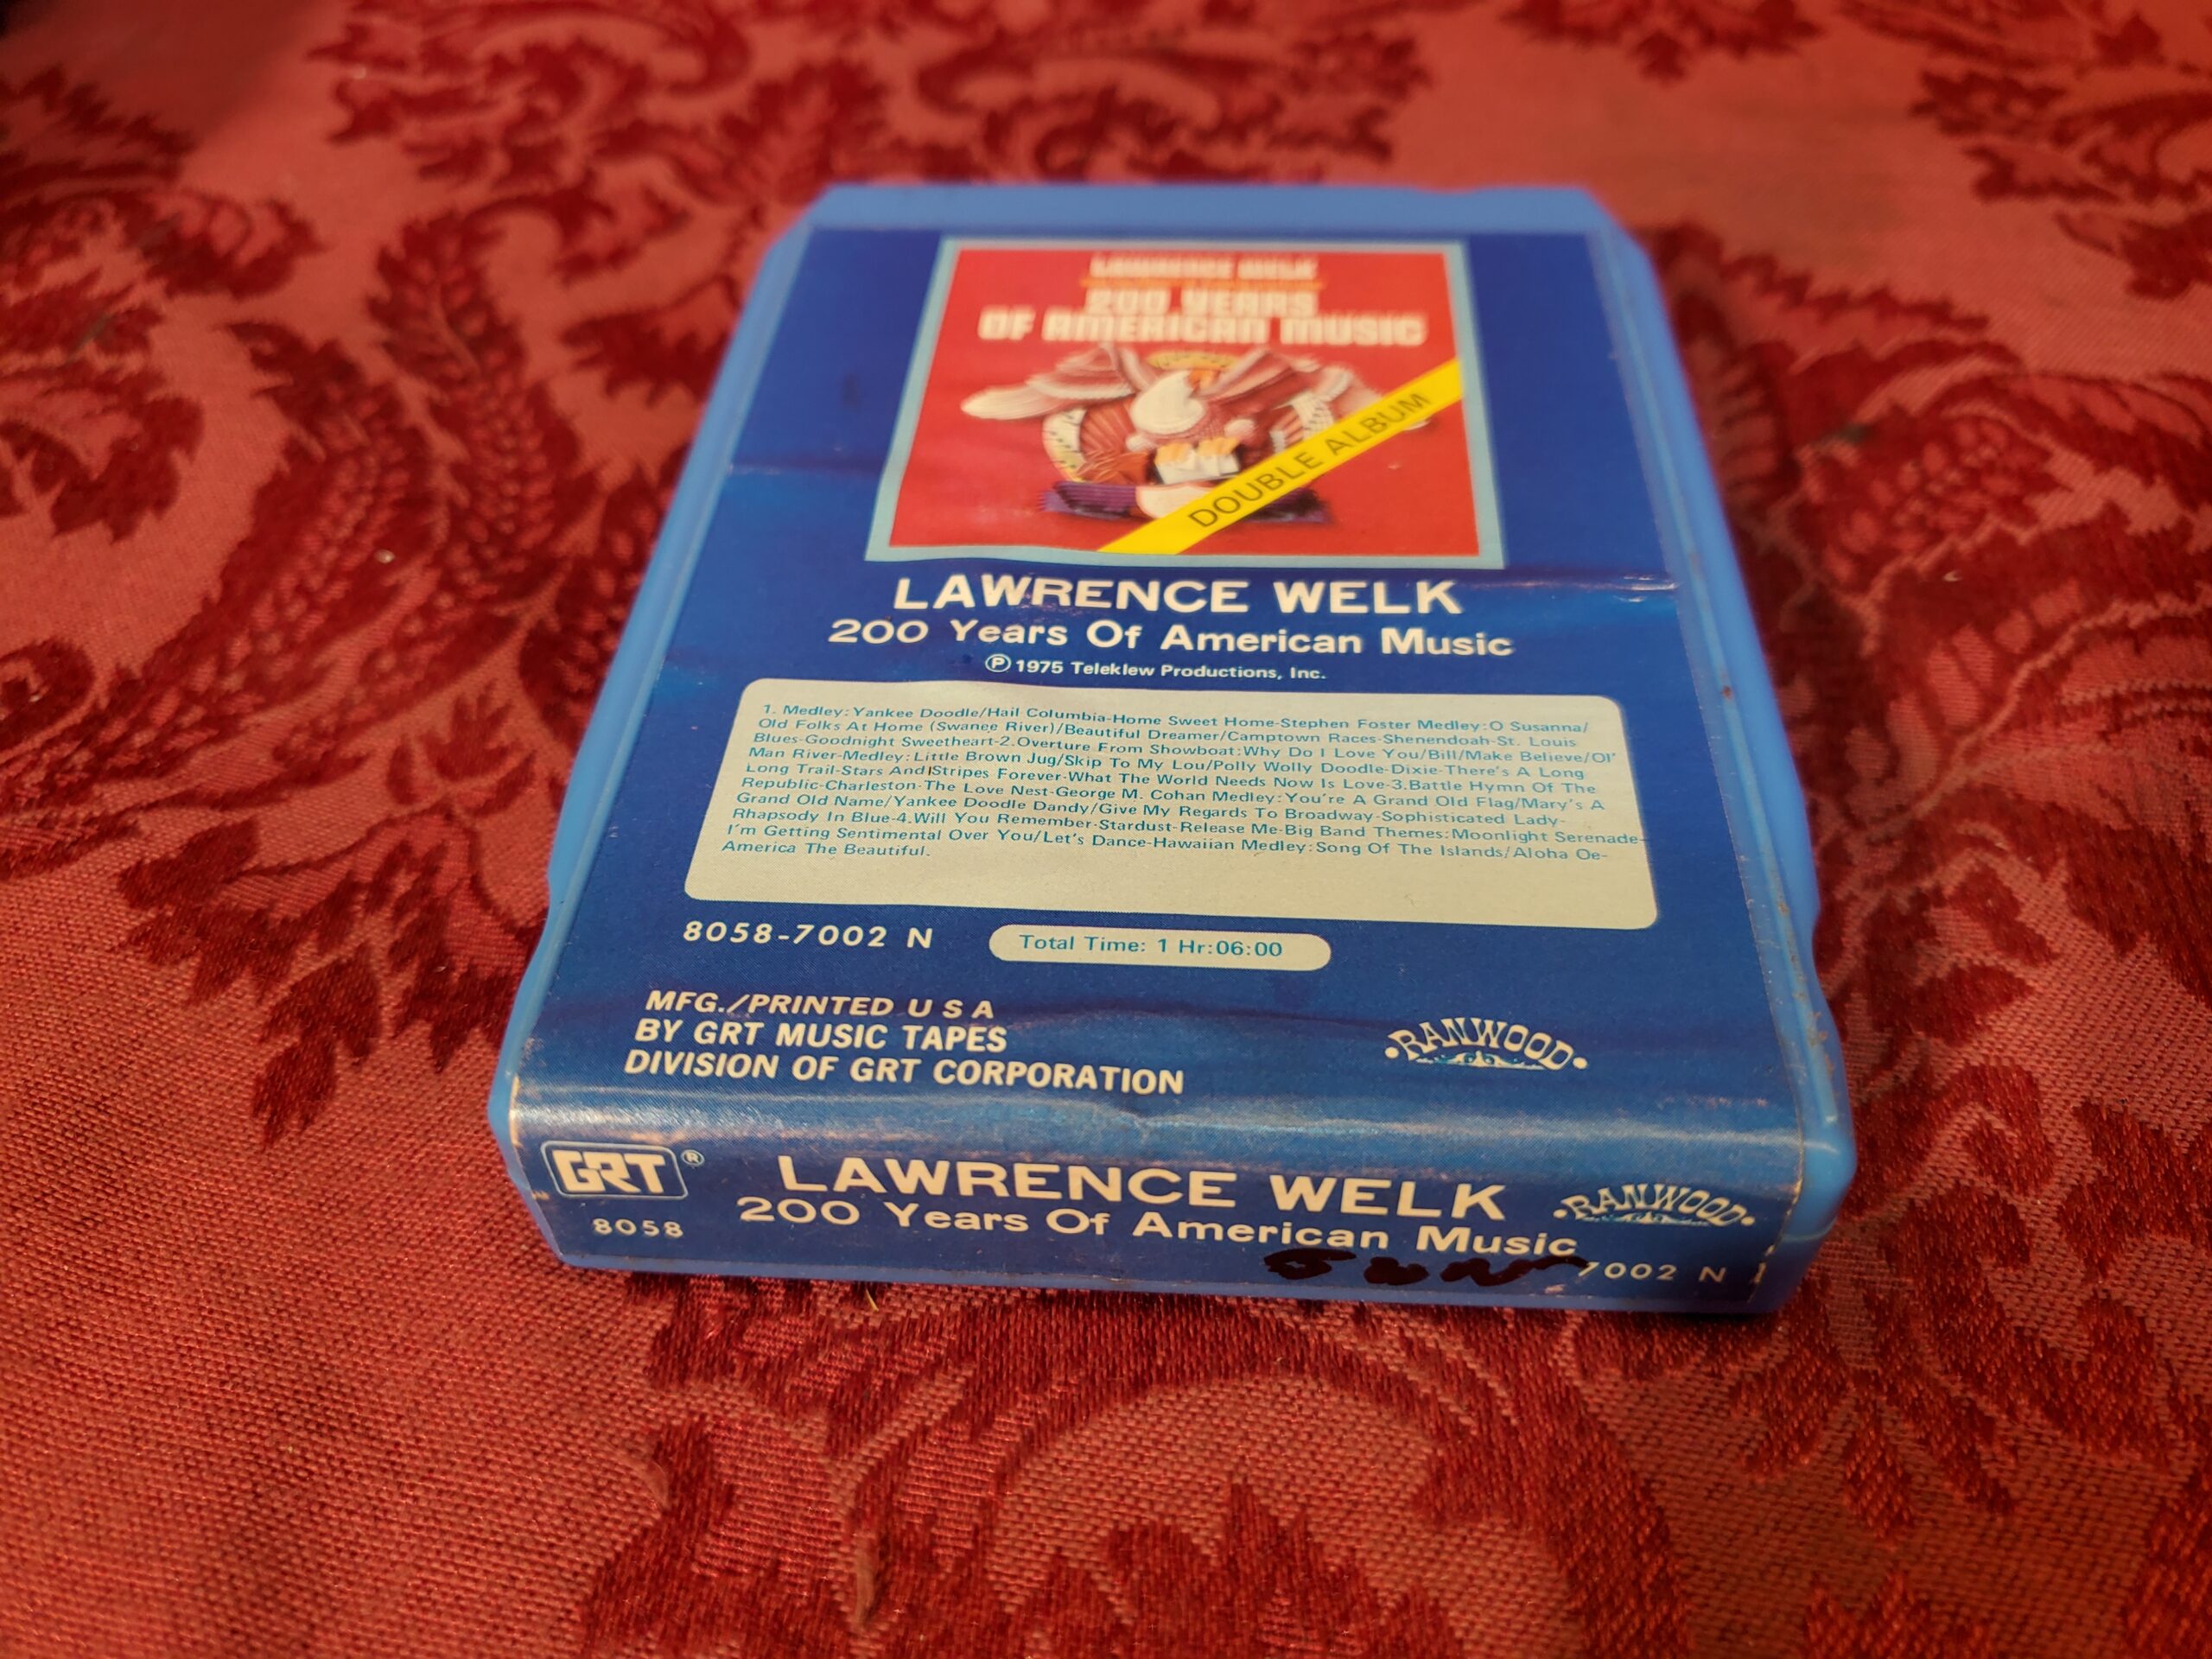 LAWRENCE WELK
200 YEARS
OF AMERICAN MUSIC
DOUBLE ALBUM
LAWRENCE WELK
200 Years Of American Music
Ⓟ 1975 Teleklew Productions, Inc.
1. Medley: Yankee Doodle/Hail Columbia-Home Sweet Home-Stephen Foster Medley: O Susanna/
Old Folks At Home (Swanee River)/Beautiful Dreamer/Camptown Races-Shenendoah-St. Louis
Blues-Goodnight Sweetheart-2.Overture From Showboat: Why Do I Love You/Bill/Make Believe/Ol'
Man River-Medley: Little Brown Jug/Skip To My Lou/Polly Wolly Doodle-Dixie-There's A Long
Long Trail-Stars And Stripes Forever-What The World Needs Now Is Love-3.Battle Hymn Of The
Republic-Charleston-The Love Nest-George M. Cohan Medley: You're A Grand Old Flag/Mary's A
Grand Old Name/Yankee Doodle Dandy/Give My Regards To Broadway-Sophisticated Lady-
Rhapsody In Blue-4.Will You Remember-Stardust-Release Me-Big Band Themes: Moonlight Serenade-
I'm Getting Sentimental Over You/Let's Dance-Hawaiian Medley: Song Of The Islands/Aloha Oe-
America The Beautiful.
8058-7002 N
Total Time: 1 Hr:06:00
MFG./PRINTED U S A
BY GRT MUSIC TAPES
DIVISION OF GRT CORPORATION
RANWOOD
GRT ®
LAWRENCE WELK
RANWOOD
8058
200 Years Of American Music
7002 N